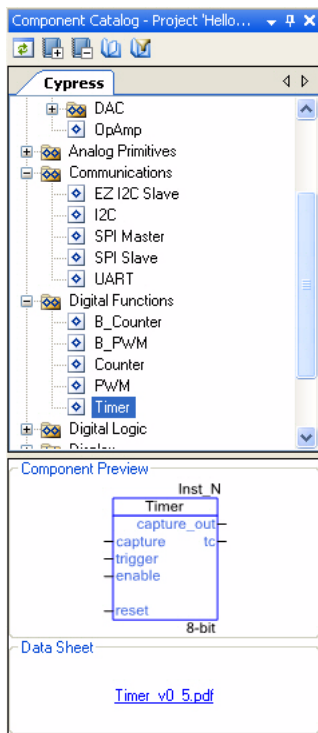 Component Catalog - Project 'Hello...
Cypress
DAC
OpAmp
Analog Primitives
Communications
EZ I2C Slave
I2C
SPI Master
SPI Slave
UART
Digital Functions
B_Counter
B_PWM
Counter
PWM
Timer
Digital Logic
Display
Component Preview
Inst_N
Timer
capture_out
capture tc
trigger
enable
reset
8-bit
Data Sheet
Timer_v0_5.pdf